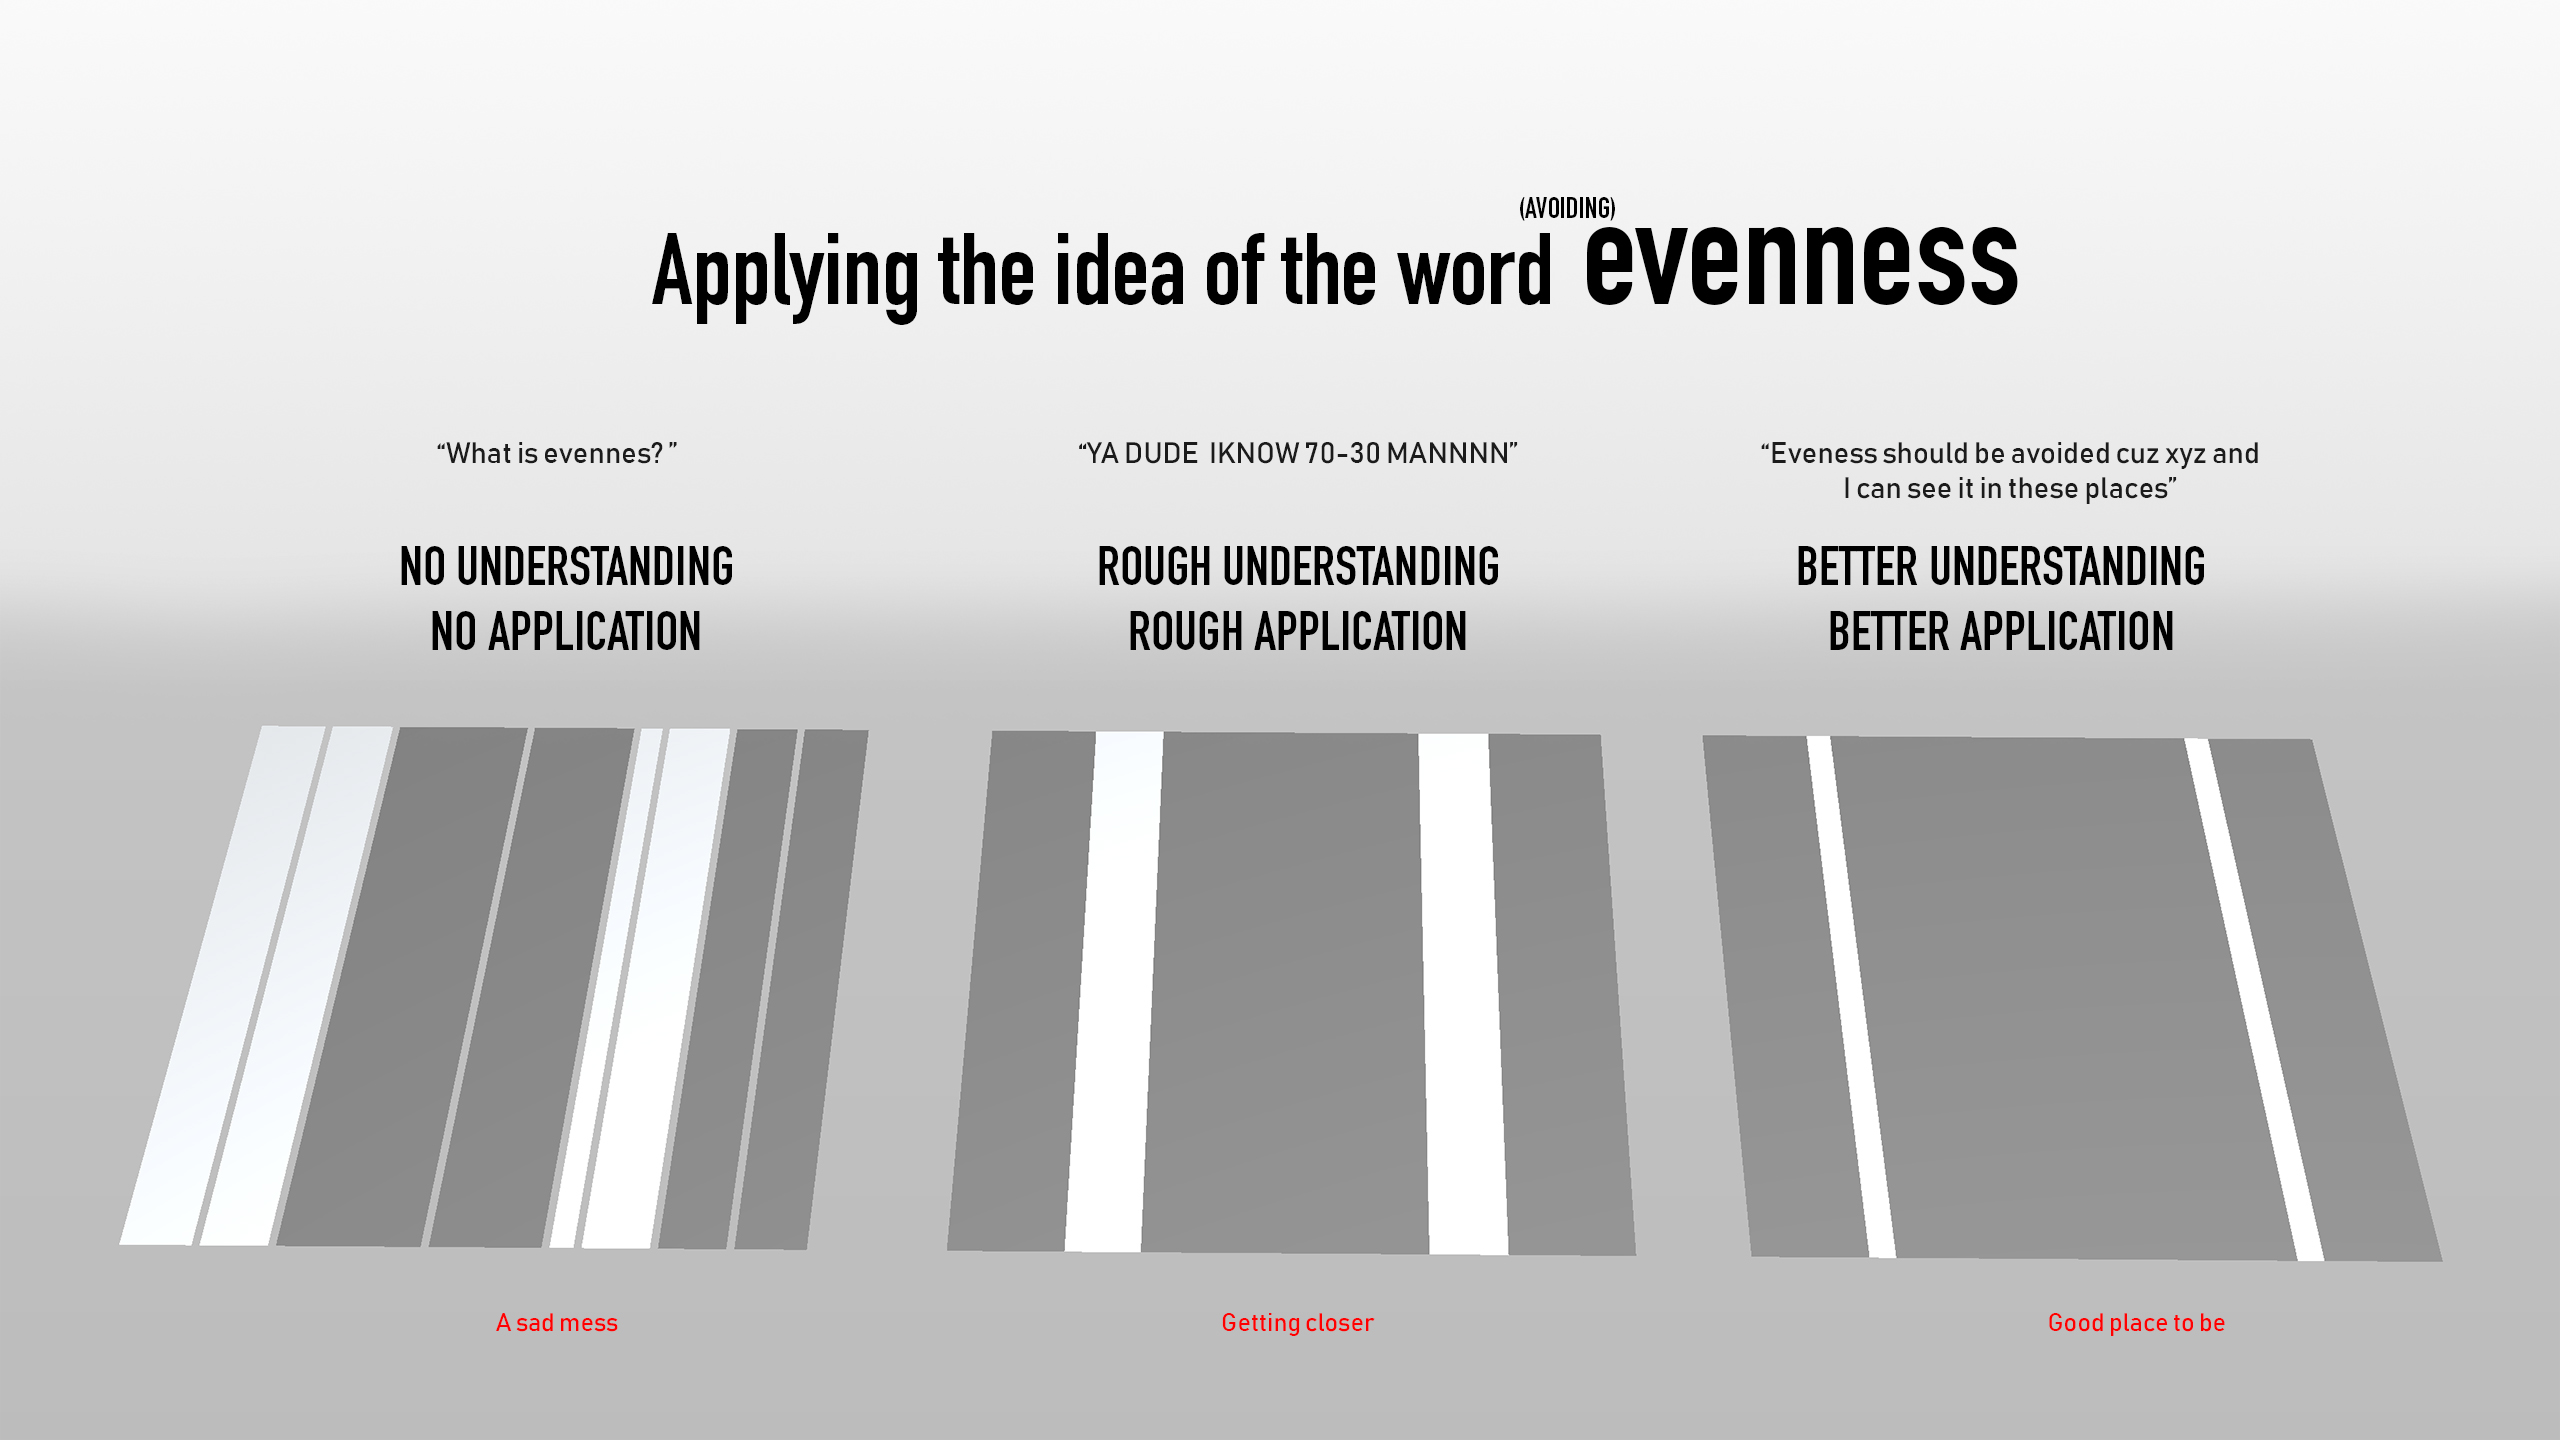 (AVOIDING)
Applying the idea of the word evenness
“What is evennes? ”
“YA DUDE IKNOW 70-30 MANNNN”
“Eveness should be avoided cuz xyz and
I can see it in these places”
NO UNDERSTANDING
NO APPLICATION
ROUGH UNDERSTANDING
ROUGH APPLICATION
BETTER UNDERSTANDING
BETTER APPLICATION
A sad mess
Getting closer
Good place to be